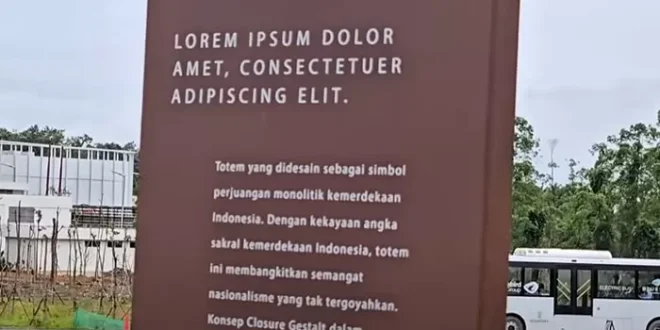 LOREM IPSUM DOLOR
AMET, CONSECTETUER
ADIPISCING ELIT.
Totem yang didesain sebagai simbol
perjuangan monolitik kemerdekaan
Indonesia. Dengan kekayaan angka
sakral kemerdekaan Indonesia, totem
ini membangkitkan semangat
nasionalisme yang tak tergoyahkan.
Konsep Closure Gestalt dalam